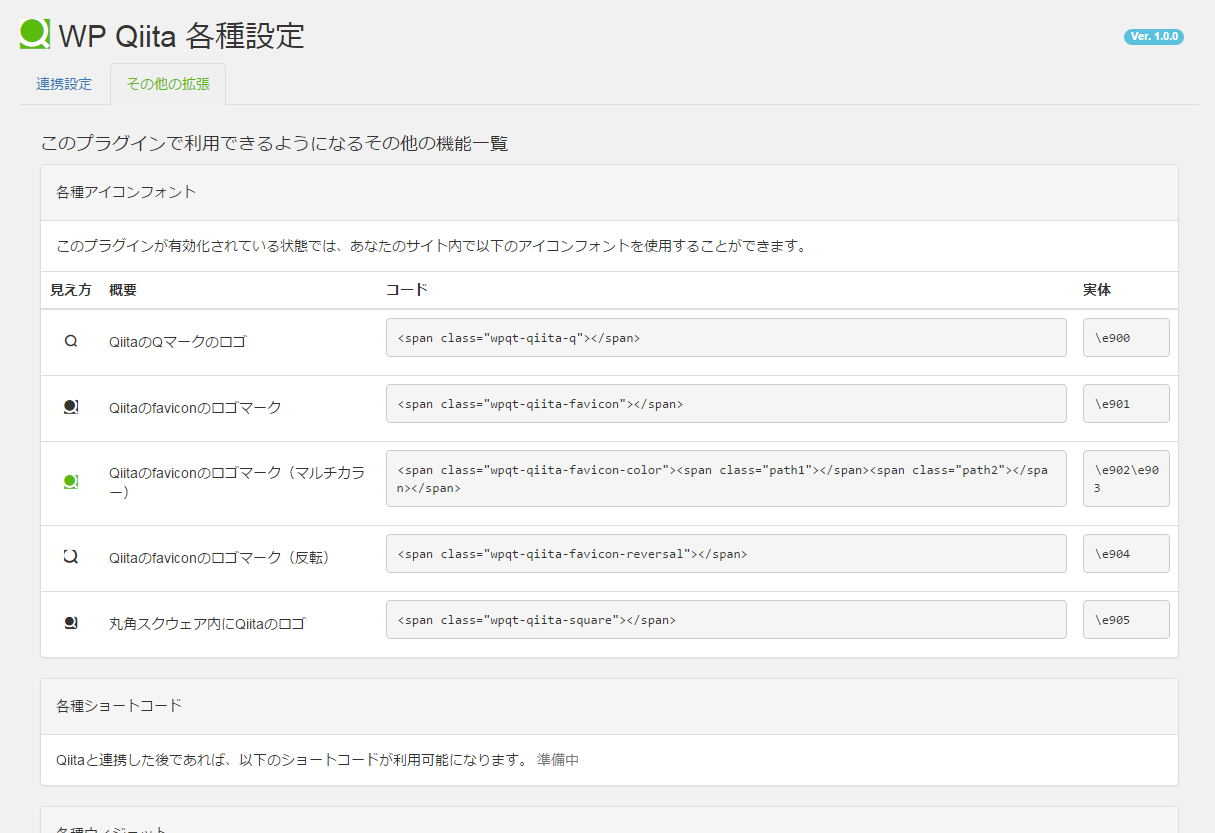 WP Qiita 各種設定
Ver. 1.0.0
連携設定 その他の拡張
このプラグインで利用できるようになるその他の機能一覧
各種アイコンフォント
このプラグインが有効化されている状態では、あなたのサイト内で以下のアイコンフォントを使用することができます。
見え方 概要 コード 実体
QiitaのQマークのロゴ <span class="wpqt-qiita-q"></span> \e900
Qiitaのfaviconのロゴマーク <span class="wpqt-qiita-favicon"></span> \e901
Qiitaのfaviconのロゴマーク（マルチカラ
ー）
<span class="wpqt-qiita-favicon-color"><span class="path1"></span><span class="path2"></spa
n></span>
\e902\e90
3
Qiitaのfaviconのロゴマーク（反転） <span class="wpqt-qiita-favicon-reversal"></span> \e904
丸角スクウェア内にQiitaのロゴ <span class="wpqt-qiita-square"></span> \e905
各種ショートコード
Qiitaと連携した後であれば、以下のショートコードが利用可能になります。 準備中
各種ウィジェット